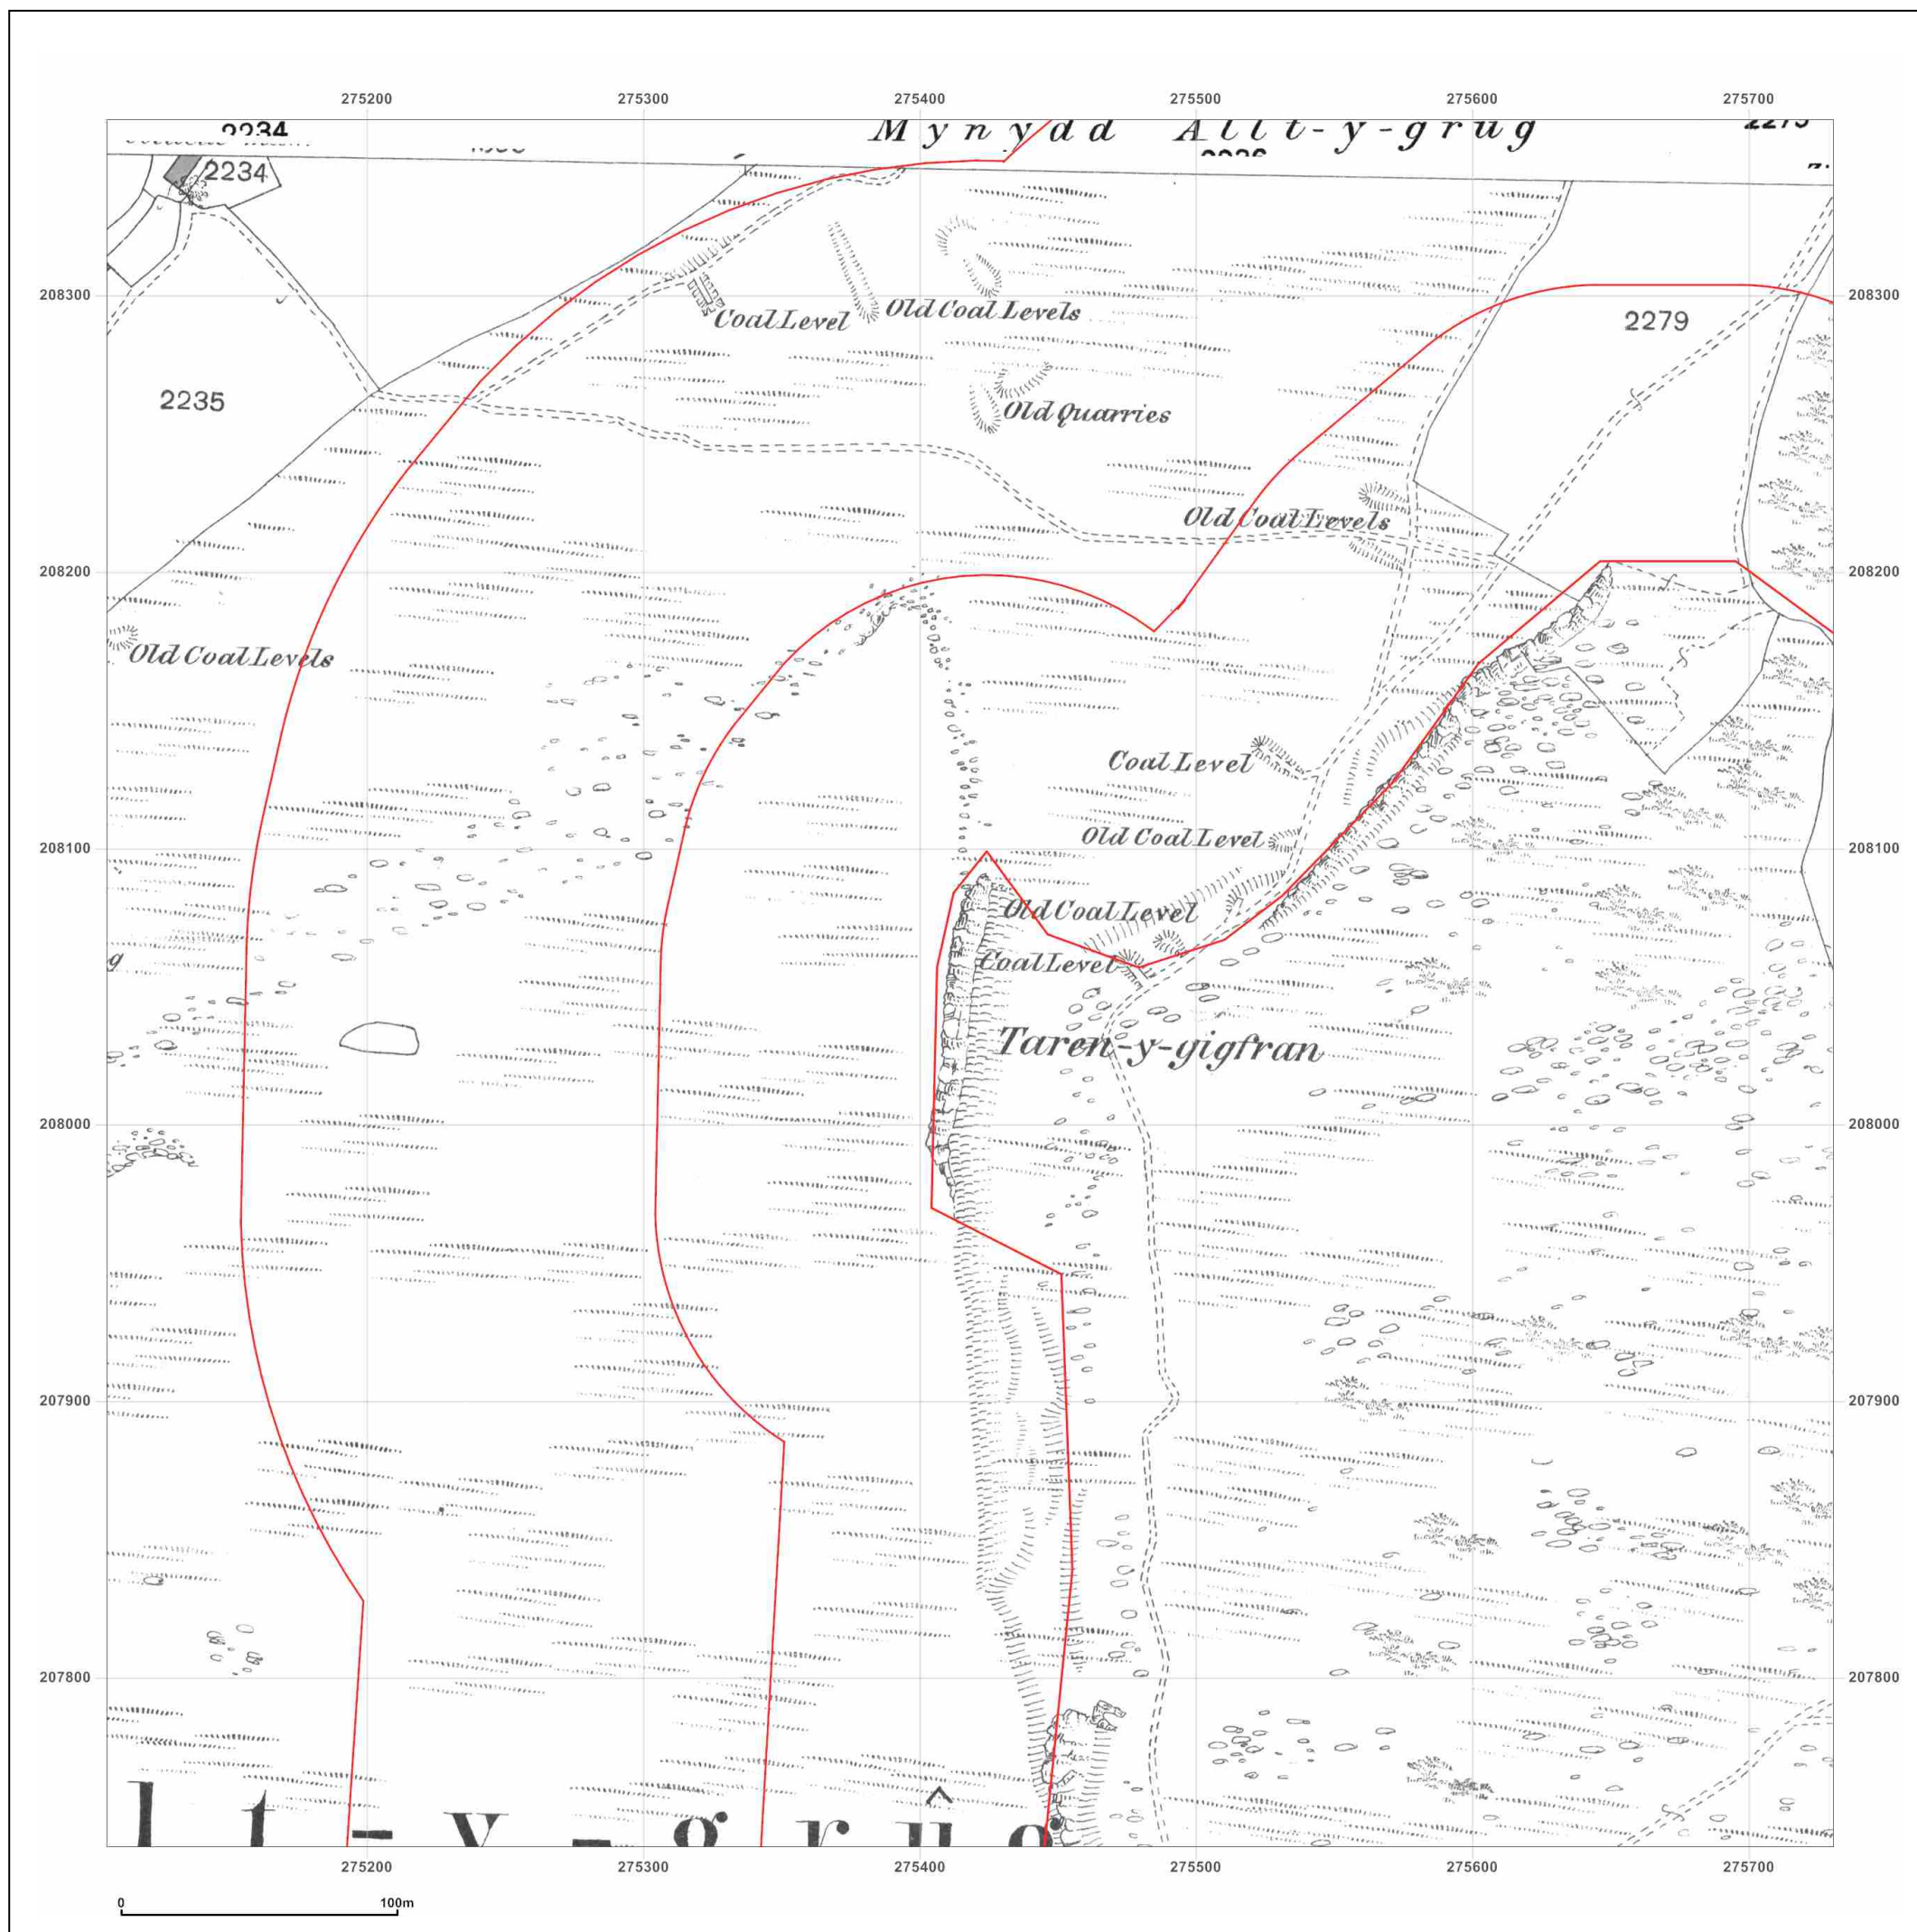 275200 275300 275400 275500 275600 275700
2234
Mynydd Allt-y-grug
2234
208300 208300
Coal Level
Old Coal Levels
2279
2235
Old Quarries
Old Coal Levels
208200 208200
Old Coal Levels
Coal Level
Old Coal Level
208100 208100
Old Coal Level
g
Coal Level
Taren-y-gigfran
208000 208000
207900 207900
207800 207800
lt-y-grû
275200 275300 275400 275500 275600 275700
0 100m